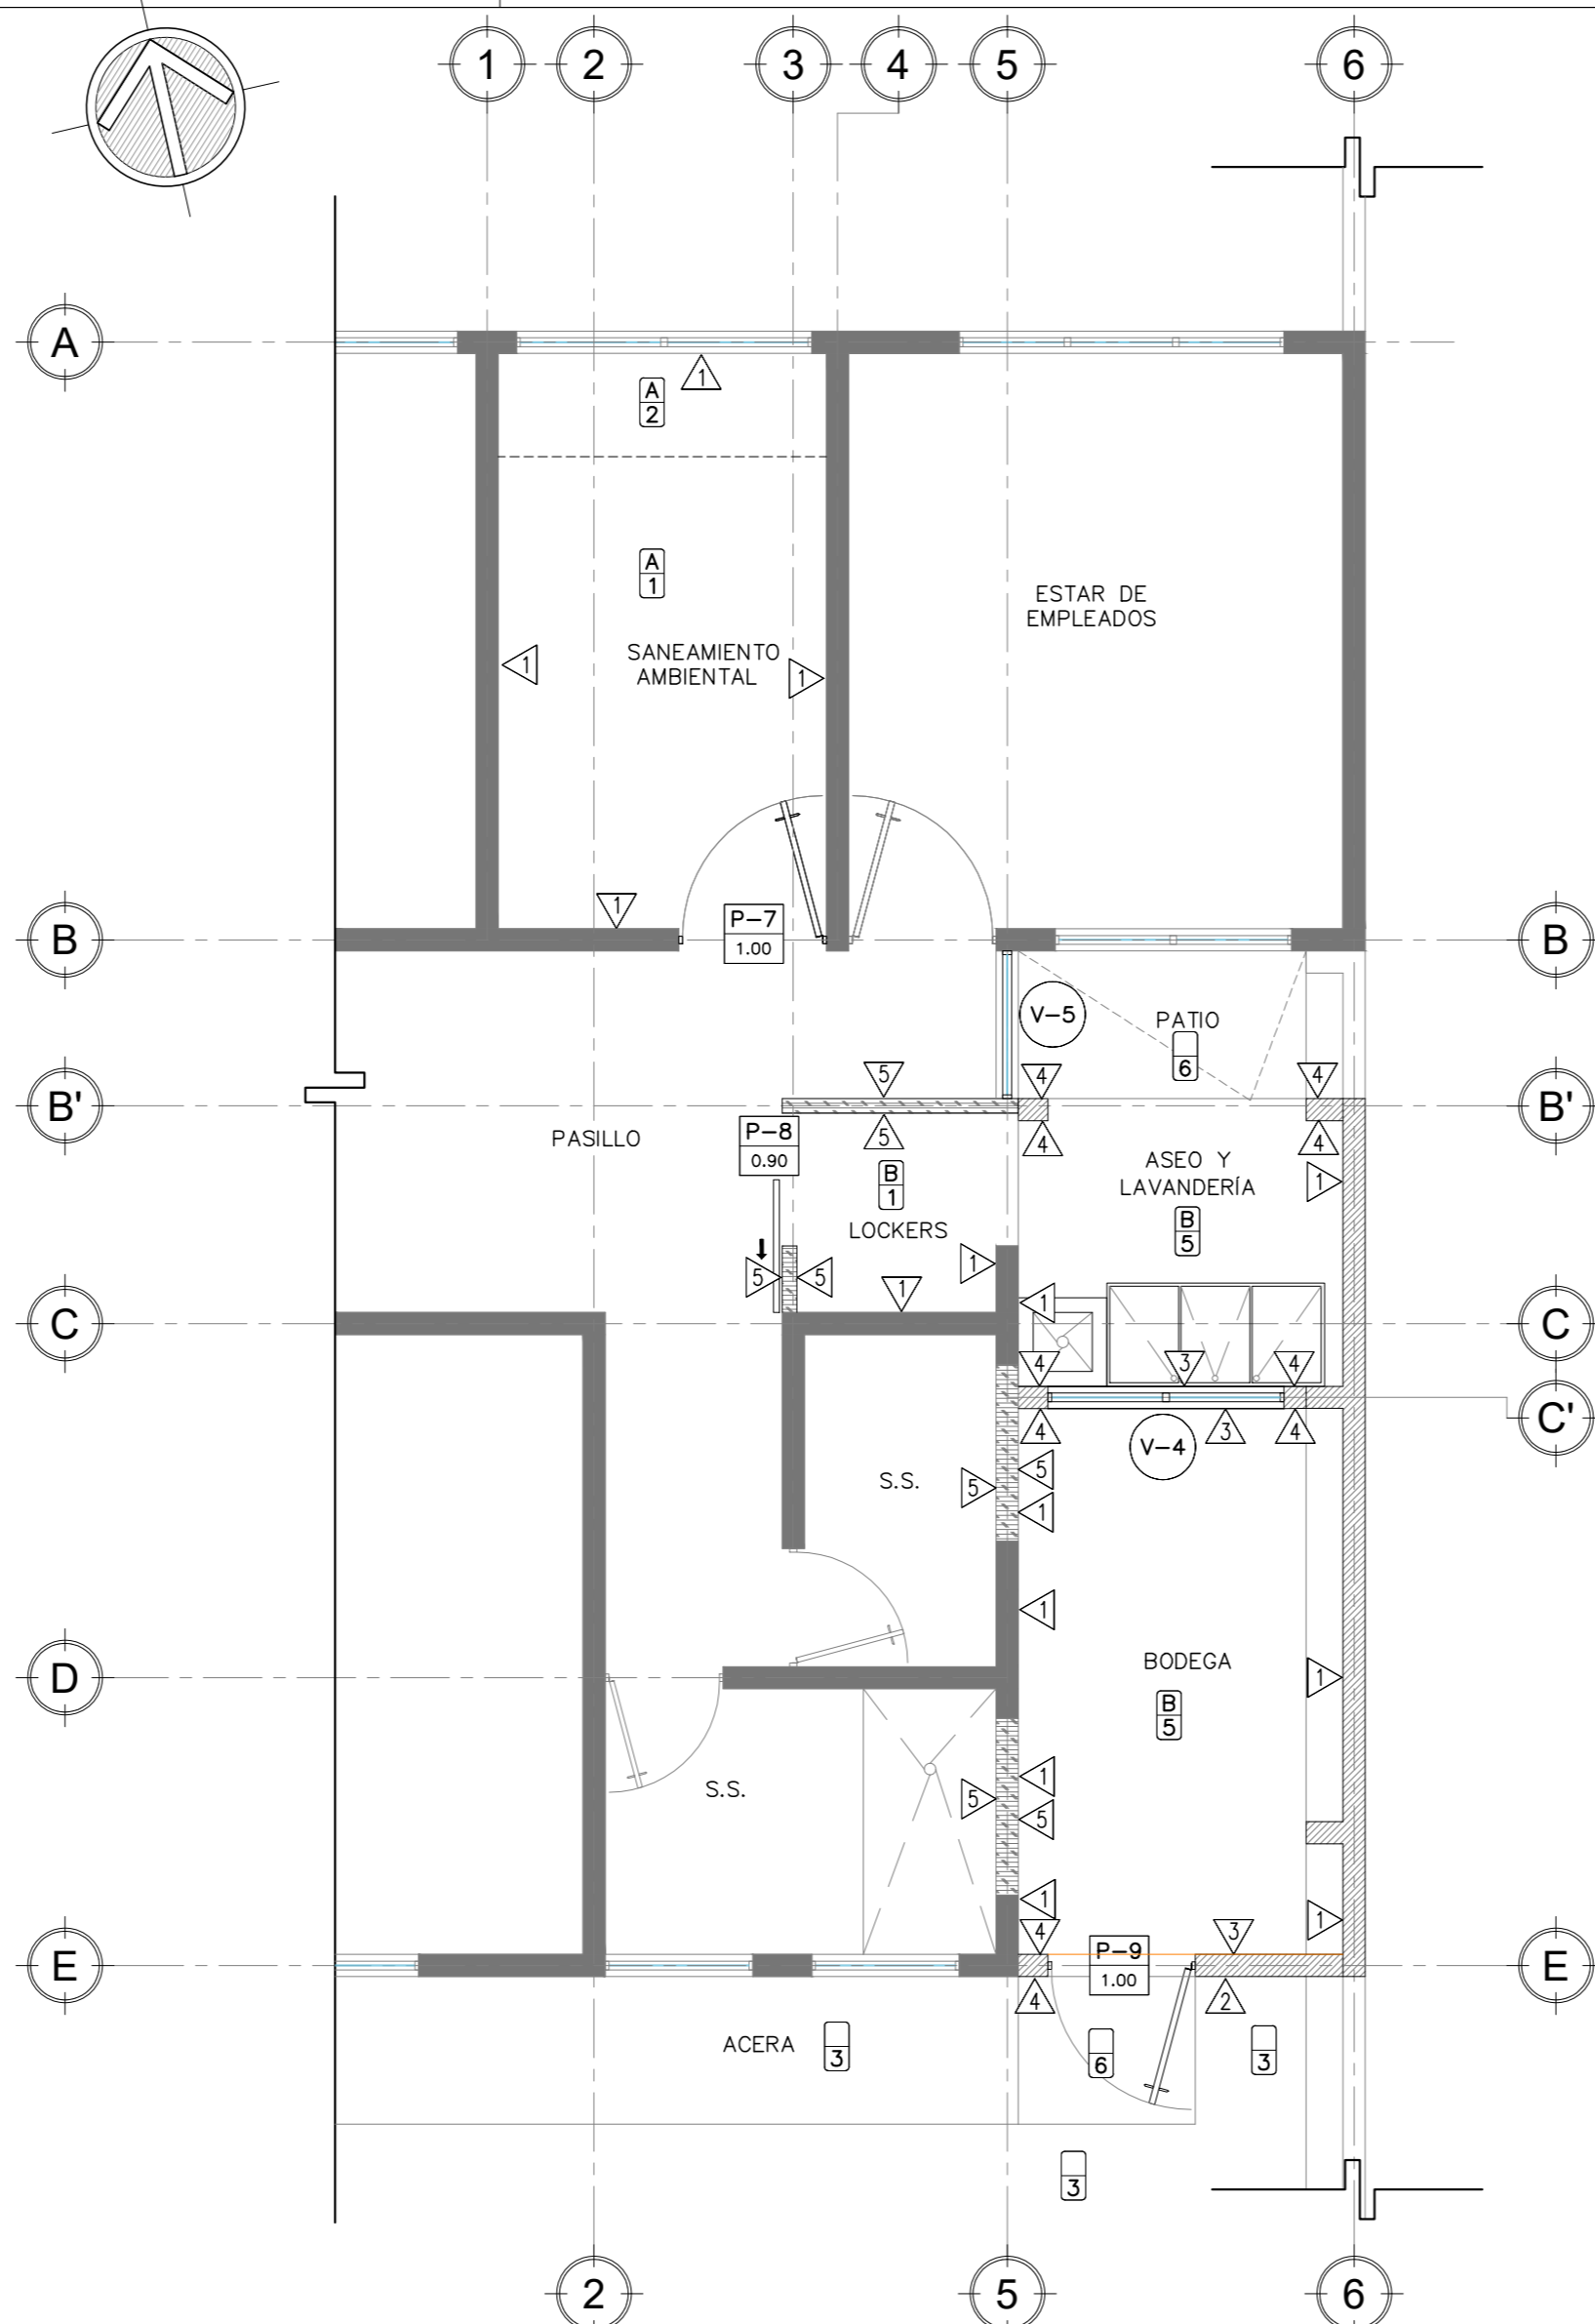 1 2 3 4 5 6
A
1
A
2
A
1
ESTAR DE
EMPLEADOS
SANEAMIENTO
AMBIENTAL
1
1
1
P-7
1.00
B
B
V-5
PATIO
6
5
4
4
B'
B'
PASILLO
P-8
0.90
5
4
4
B
1
ASEO Y
LAVANDERÍA
1
LOCKERS
B
5
5
5
1
1
1
C
C
4
3
4
C'
4
V-4
3
4
5
S.S.
5
1
1
BODEGA
D
1
B
5
1
S.S.
5
5
1
1
4
3
P-9
1.00
E
E
4
2
ACERA
3
6
3
3
2 5 6